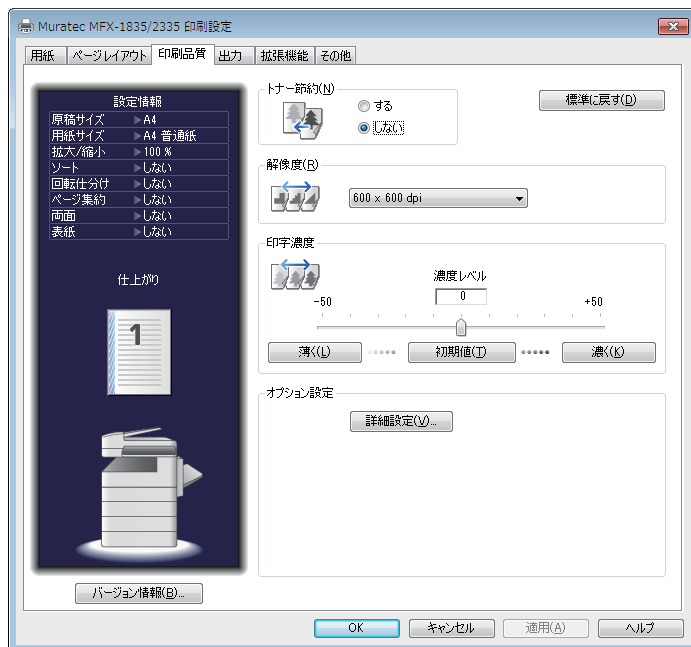 Muratec MFX-1835/2335 印刷設定
用紙 ページレイアウト 印刷品質 出力 拡張機能 その他
設定情報
原稿サイズ ▶A4
用紙サイズ ▶A4 普通紙
拡大/縮小 ▶100 %
ソート ▶しない
回転仕分け ▶しない
ページ集約 ▶しない
両面 ▶しない
表紙 ▶しない
仕上がり
1
バージョン情報(B)...
トナー節約(N)
する
しない
標準に戻す(D)
解像度(R)
600 x 600 dpi
印字濃度
濃度レベル
0
-50 +50
薄く(L) 初期値(T) 濃く(K)
オプション設定
詳細設定(V)...
OK キャンセル 適用(A) ヘルプ